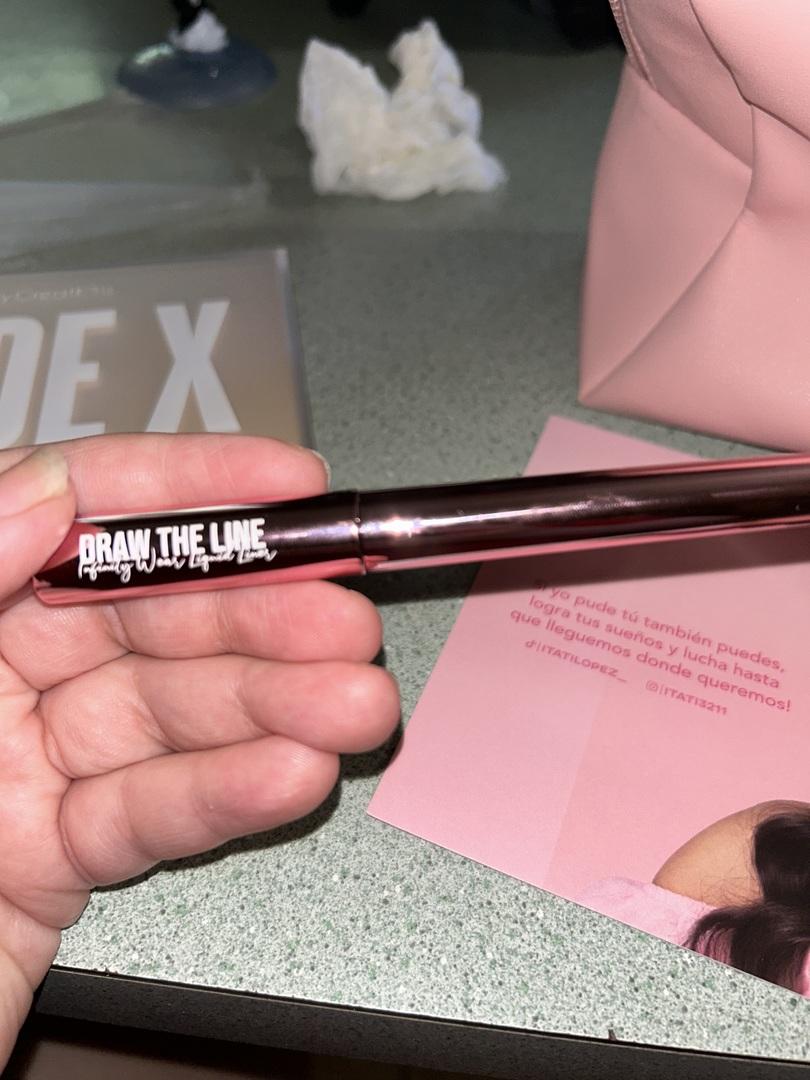 DE X
DRAW THE LINE
Infinity Wear Liquid Liner
Si yo pude tú también puedes,
logra tus sueños y lucha hasta
que lleguemos donde queremos!
|ITATILOPEZ_ |ITATI3211